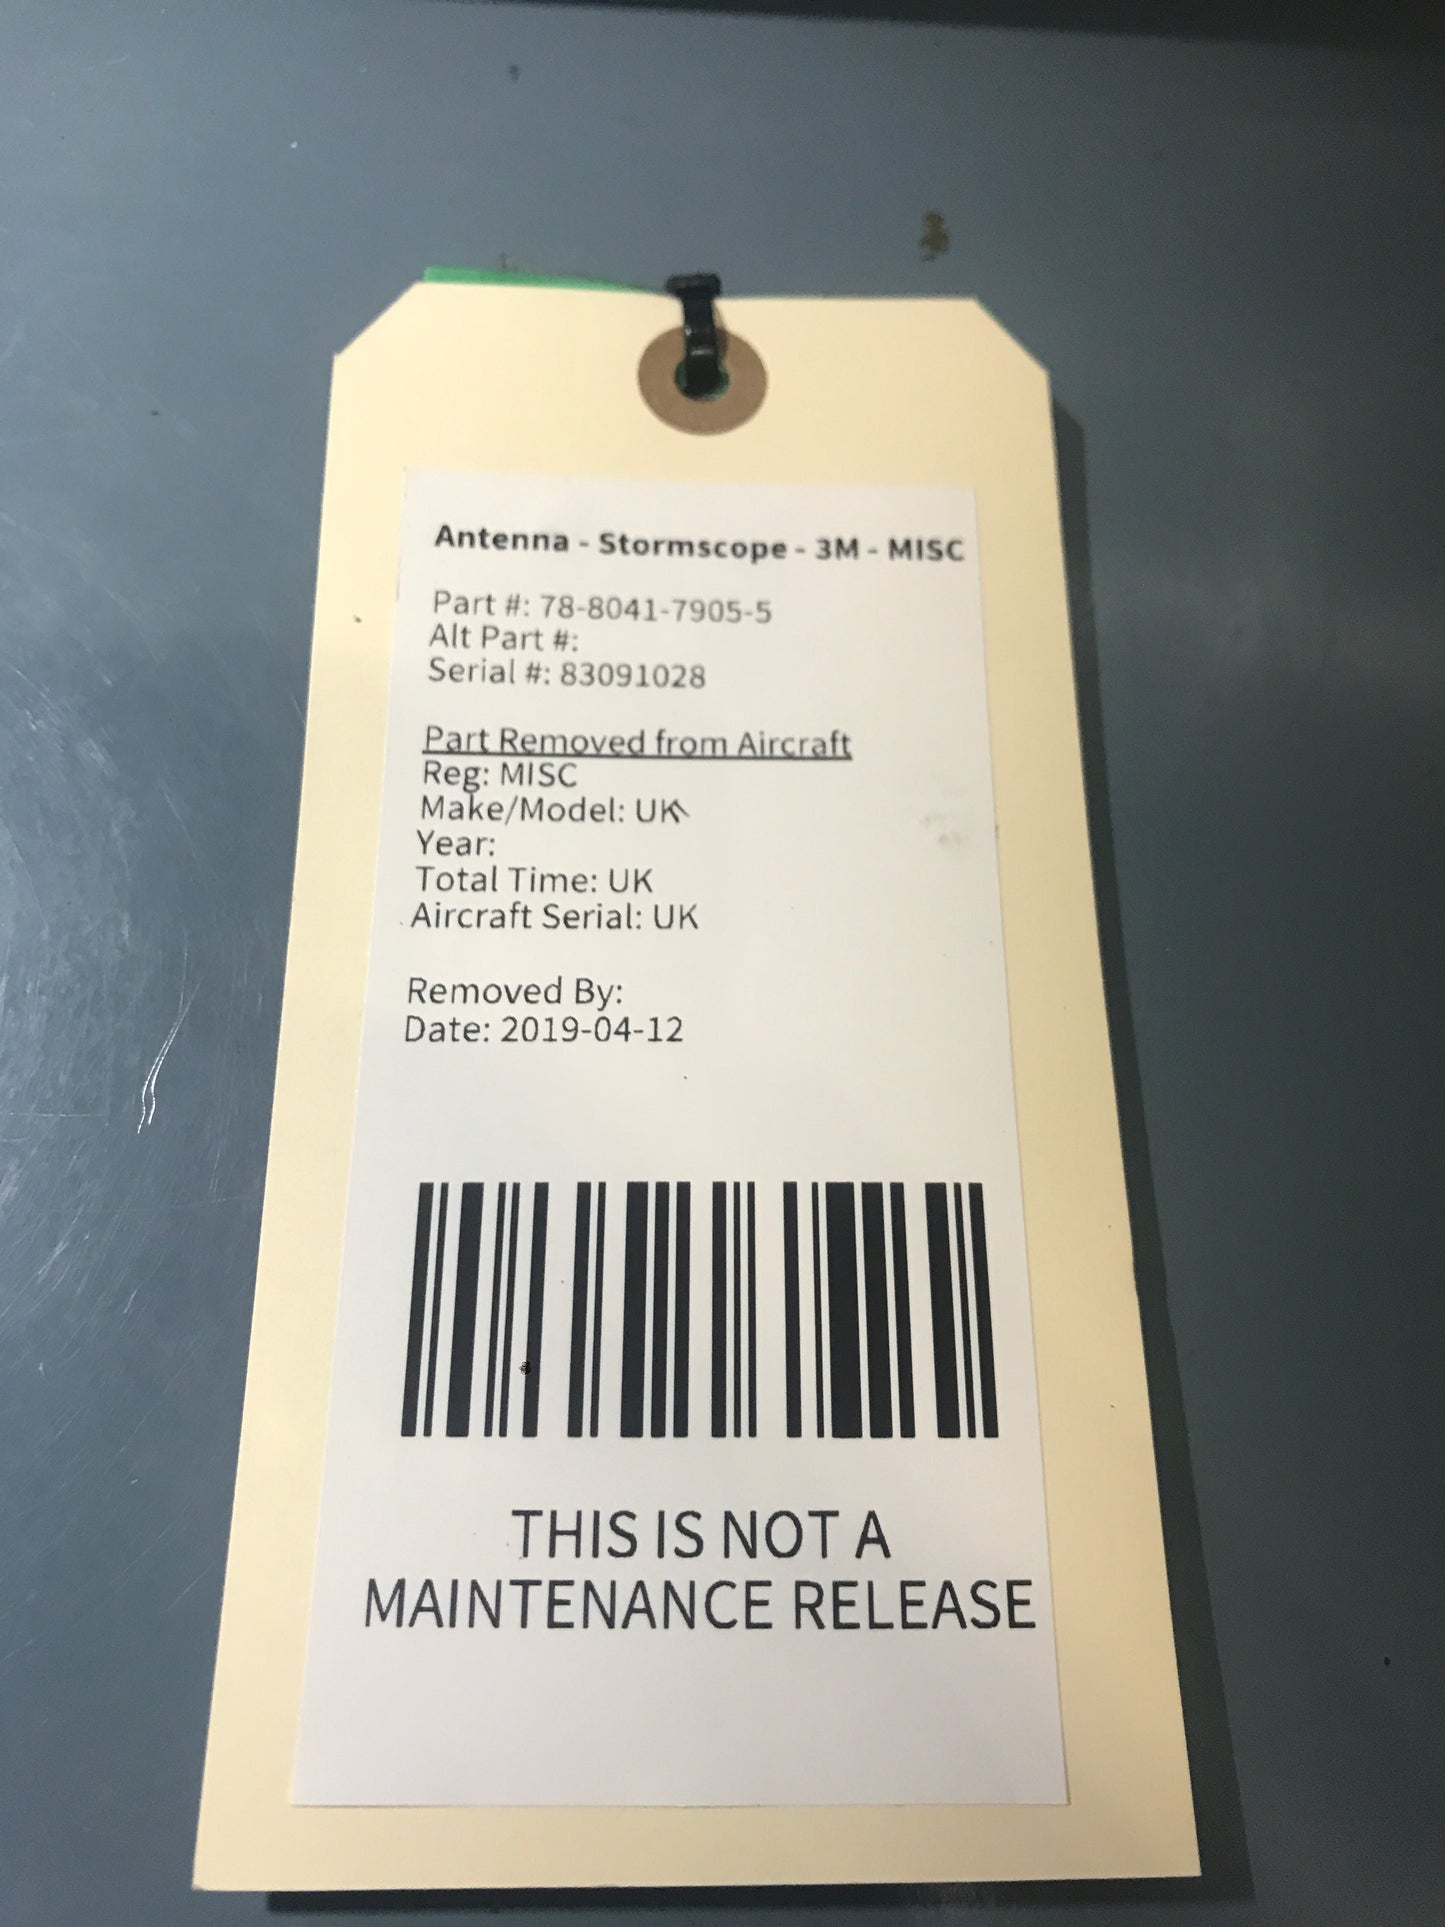 Antenna - Stormscope - 3M - MISC
Part #: 78-8041-7905-5
Alt Part #:
Serial #: 83091028
Part Removed from Aircraft
Reg: MISC
Make/Model: UK
Year:
Total Time: UK
Aircraft Serial: UK
Removed By:
Date: 2019-04-12
THIS IS NOT A
MAINTENANCE RELEASE